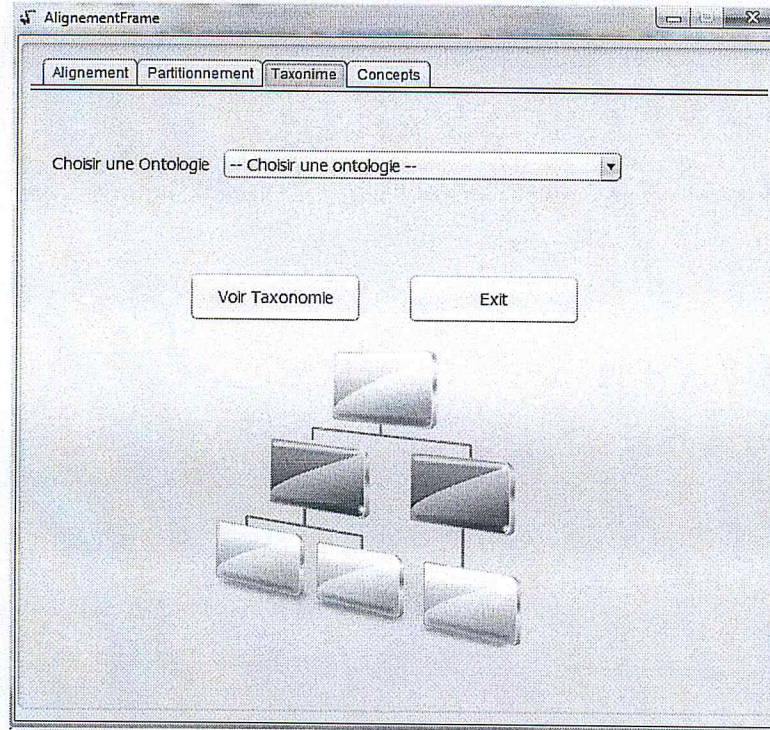 AlignementFrame
Alignement Partitionnement Taxonime Concepts
Choisir une Ontologie -- Choisir une ontologie --
Voir Taxonomie Exit